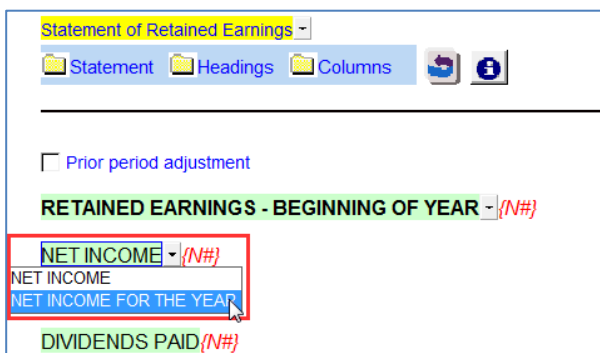 Statement of Retained Earnings
Statement Headings Columns
Prior period adjustment
RETAINED EARNINGS - BEGINNING OF YEAR {N#}
NET INCOME {N#}
NET INCOME
NET INCOME FOR THE YEAR
DIVIDENDS PAID{N#}